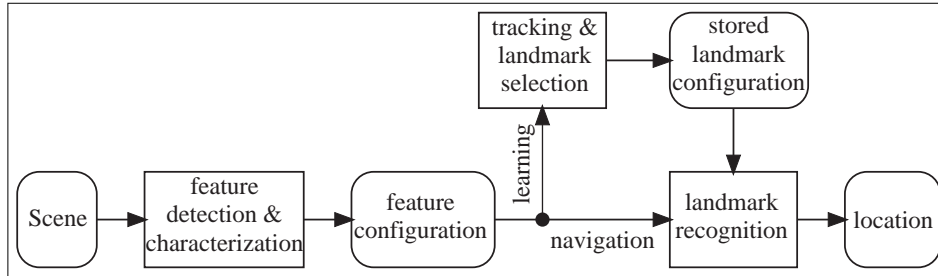 tracking &
landmark
selection
stored
landmark
configuration
learning
Scene
feature
detection &
characterization
feature
configuration
navigation
landmark
recognition
location